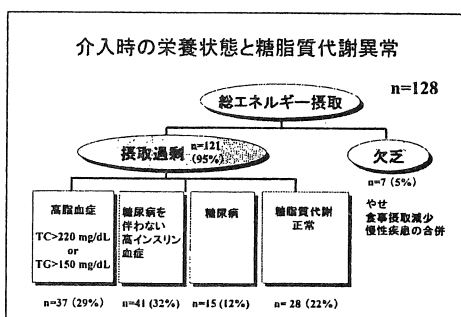 介入時の栄養状態と糖脂質代謝異常
n=128
総エネルギー摂取
摂取過剰
n=121
(95%)
欠乏
n=7 (5%)
やせ
食事摂取減少
慢性疾患の合併
高脂血症
TC>220 mg/dL
or
TG>150 mg/dL
n=37 (29%)
糖尿病を
伴わない
高インスリン
血症
n=41 (32%)
糖尿病
n=15 (12%)
糖脂質代謝
正常
n= 28 (22%)